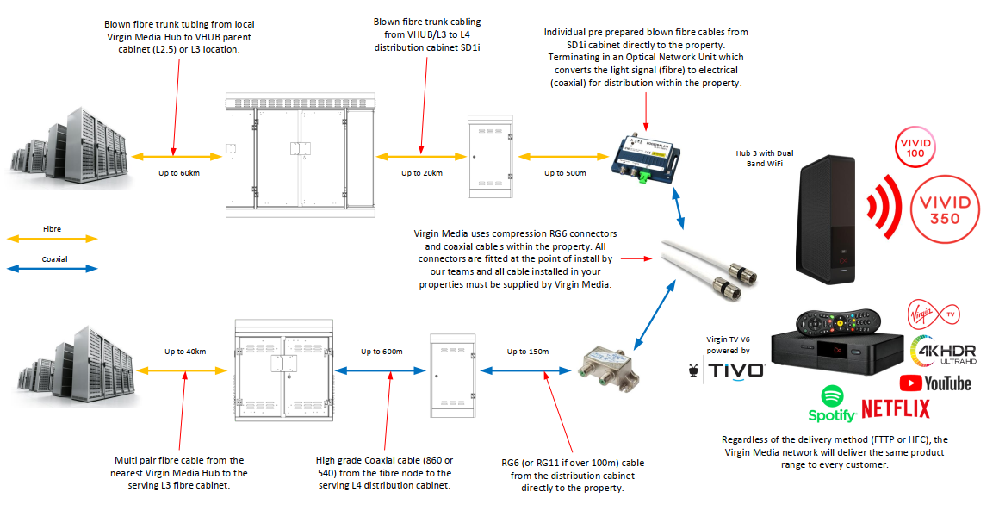 Blown fibre trunk tubing from local
Virgin Media Hub to VHUB parent
cabinet (L2.5) or L3 location.
Blown fibre trunk cabling
from VHUB/L3 to L4
distribution cabinet SD1i
Individual pre prepared blown fibre cables from
SD1i cabinet directly to the property.
Terminating in an Optical Network Unit which
converts the light signal (fibre) to electrical
(coaxial) for distribution within the property.
Up to 60km
Up to 20km
Up to 500m
Hub 3 with Dual
Band WiFi
VIVID
100
VIVID
350
Fibre
Coaxial
Virgin Media uses compression RG6 connectors
and coaxial cables within the property. All
connectors are fitted at the point of install by
our teams and all cable installed in your
properties must be supplied by Virgin Media.
Up to 40km
Up to 600m
Up to 150m
Virgin TV V6
powered by
TiVo
Virgin TV
4K HDR
ULTRA HD
YouTube
Spotify
NETFLIX
Multi pair fibre cable from the
nearest Virgin Media Hub to the
serving L3 fibre cabinet.
High grade Coaxial cable (860 or
540) from the fibre node to the
serving L4 distribution cabinet.
RG6 (or RG11 if over 100m) cable
from the distribution cabinet
directly to the property.
Regardless of the delivery method (FTTP or HFC), the
Virgin Media network will deliver the same product
range to every customer.